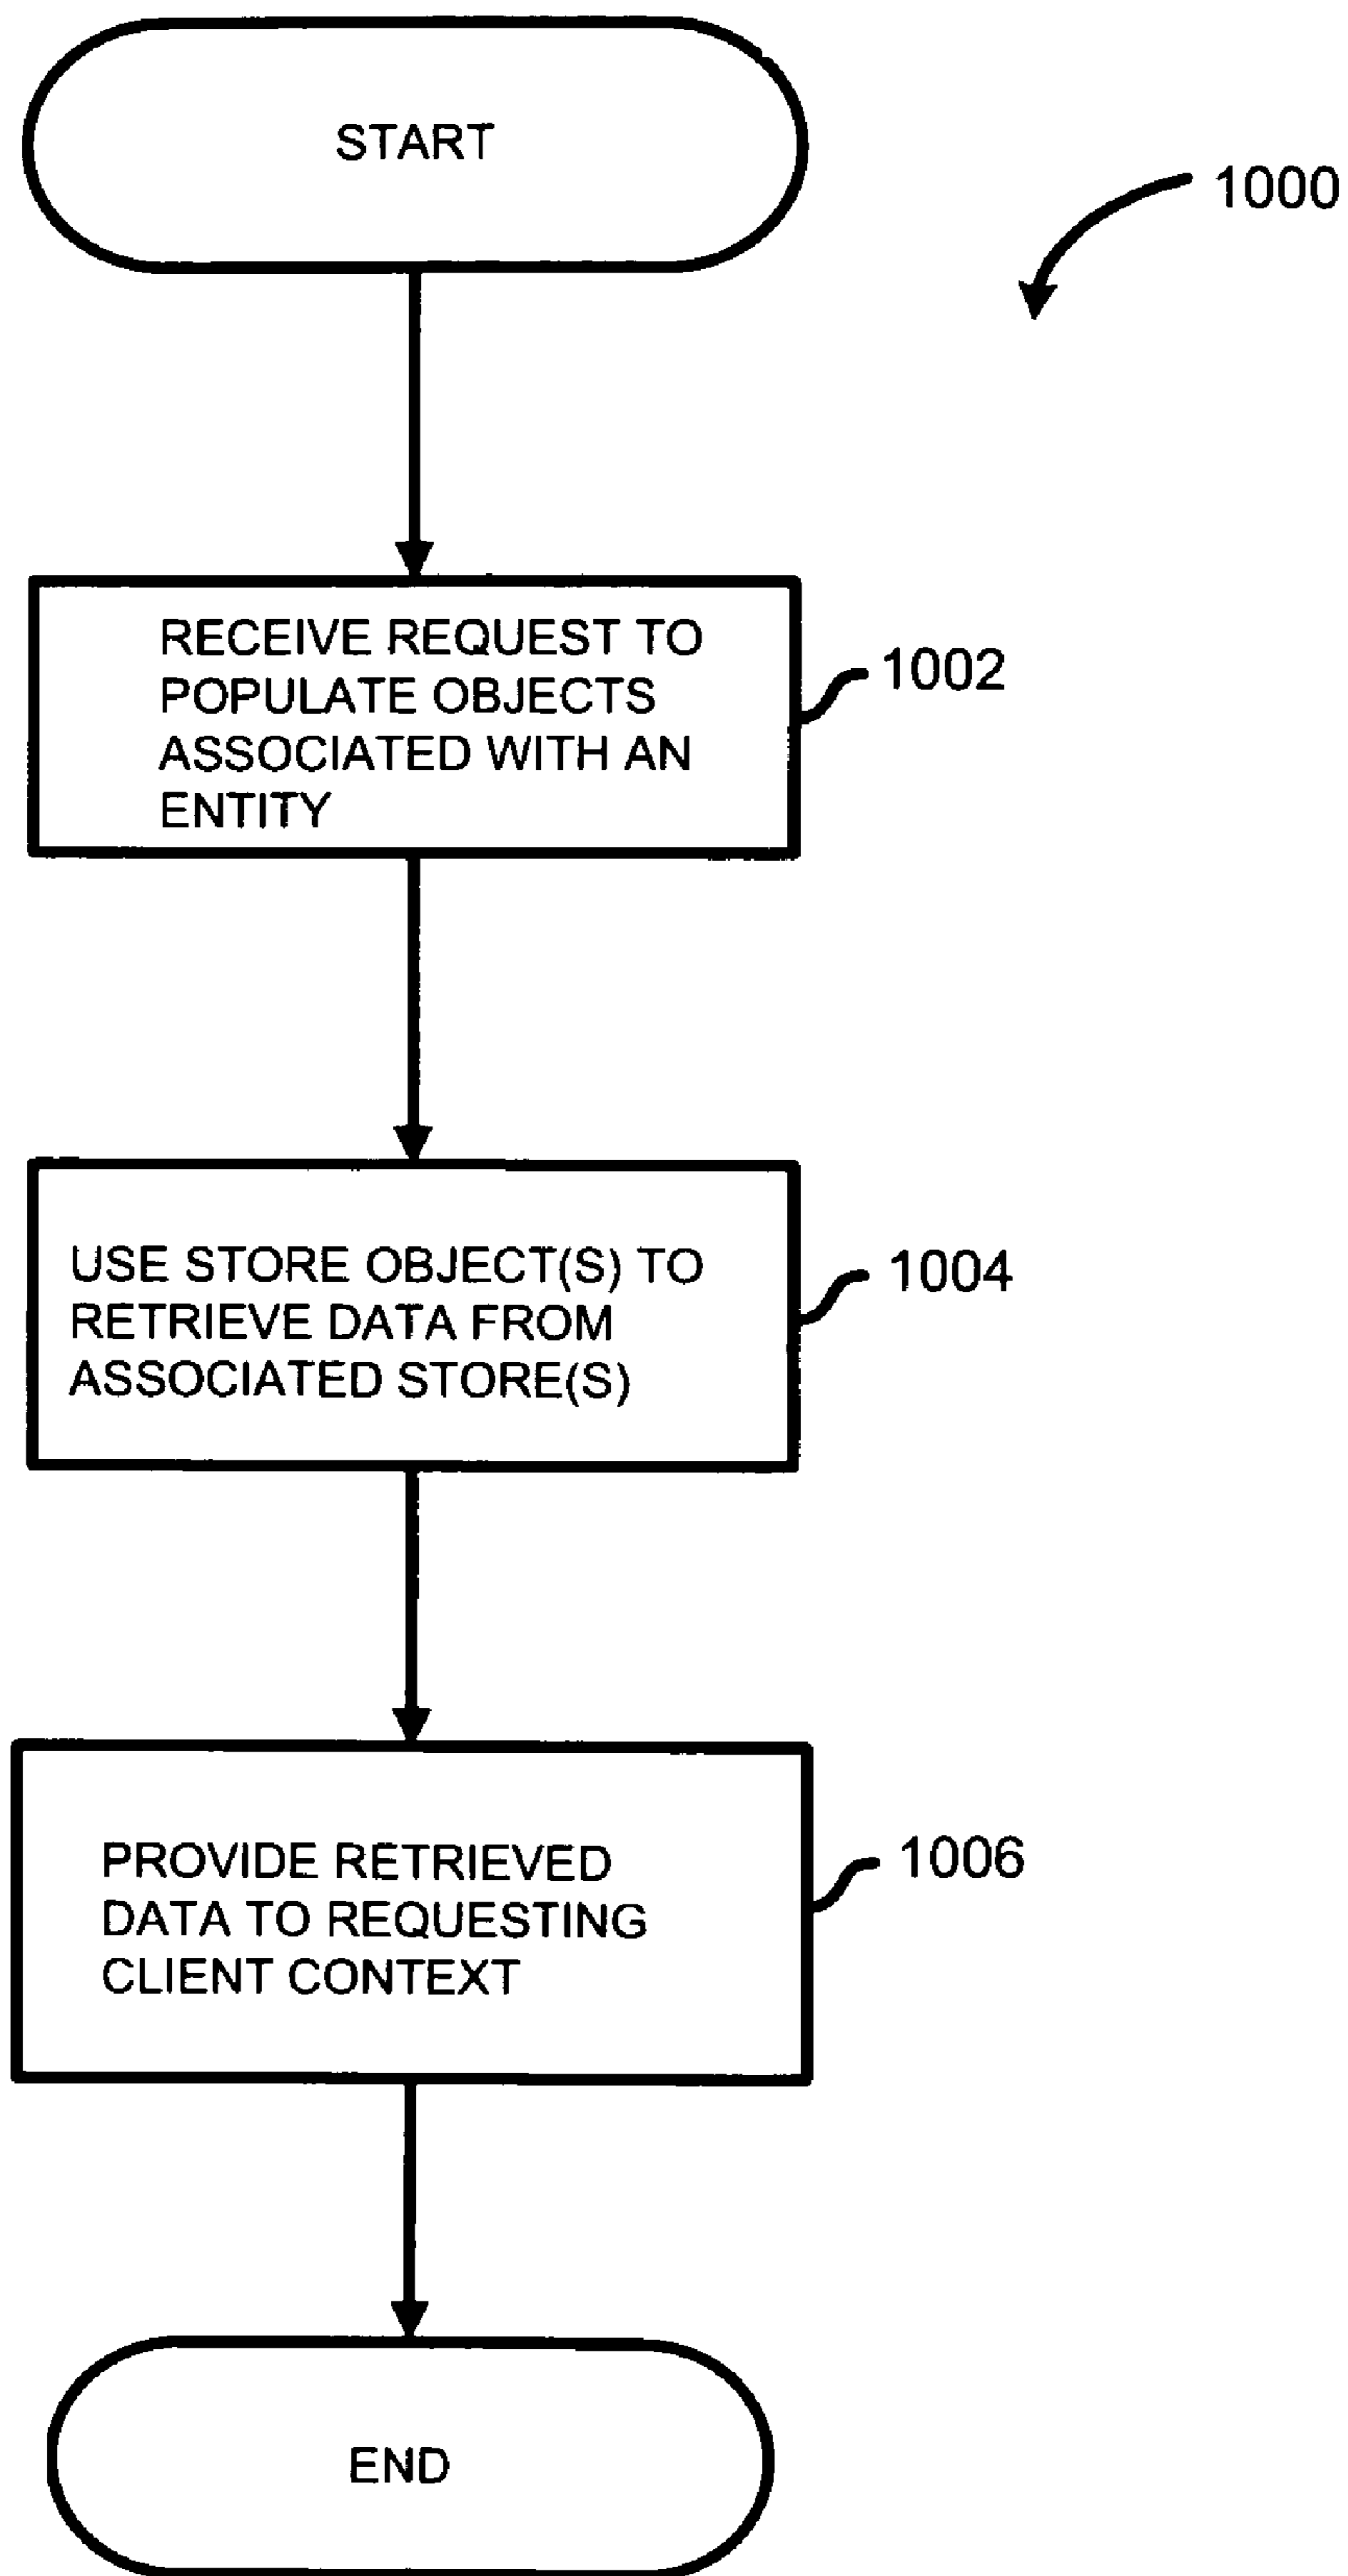 START
1000
RECEIVE REQUEST TO
POPULATE OBJECTS
ASSOCIATED WITH AN
ENTITY
1002
USE STORE OBJECT(S) TO
RETRIEVE DATA FROM
ASSOCIATED STORE(S)
1004
PROVIDE RETRIEVED
DATA TO REQUESTING
CLIENT CONTEXT
1006
END